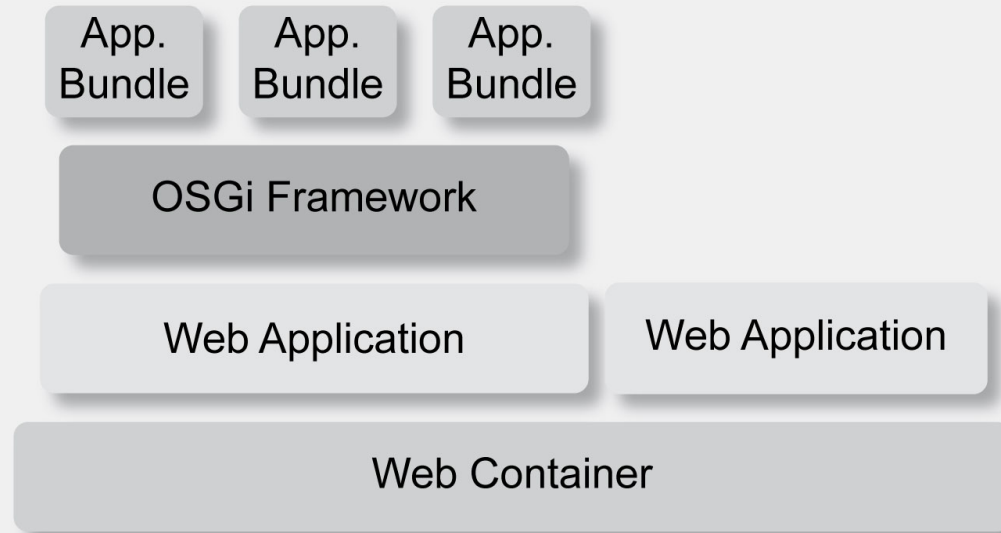 App.
Bundle
App.
Bundle
App.
Bundle
OSGi Framework
Web Application
Web Application
Web Container